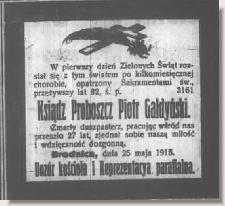 W pierwszy dzień Zielonych Świąt roz-
stał się z tym światem po kilkomiesięcznej
chorobie, opatrzony Sakramentami św.,
przeżywszy lat 62, ś. p. 3161
Ksiądz Proboszcz Piotr Gałdyński.
Zmarły duszpasterz, pracując wśród nas
przeszło 27 lat, zjednał sobie naszą miłość
i wdzięczność dozgonną.
Brodnica, dnia 25 maja 1915.
Dozór kościoła i Reprezentacya parafialna.